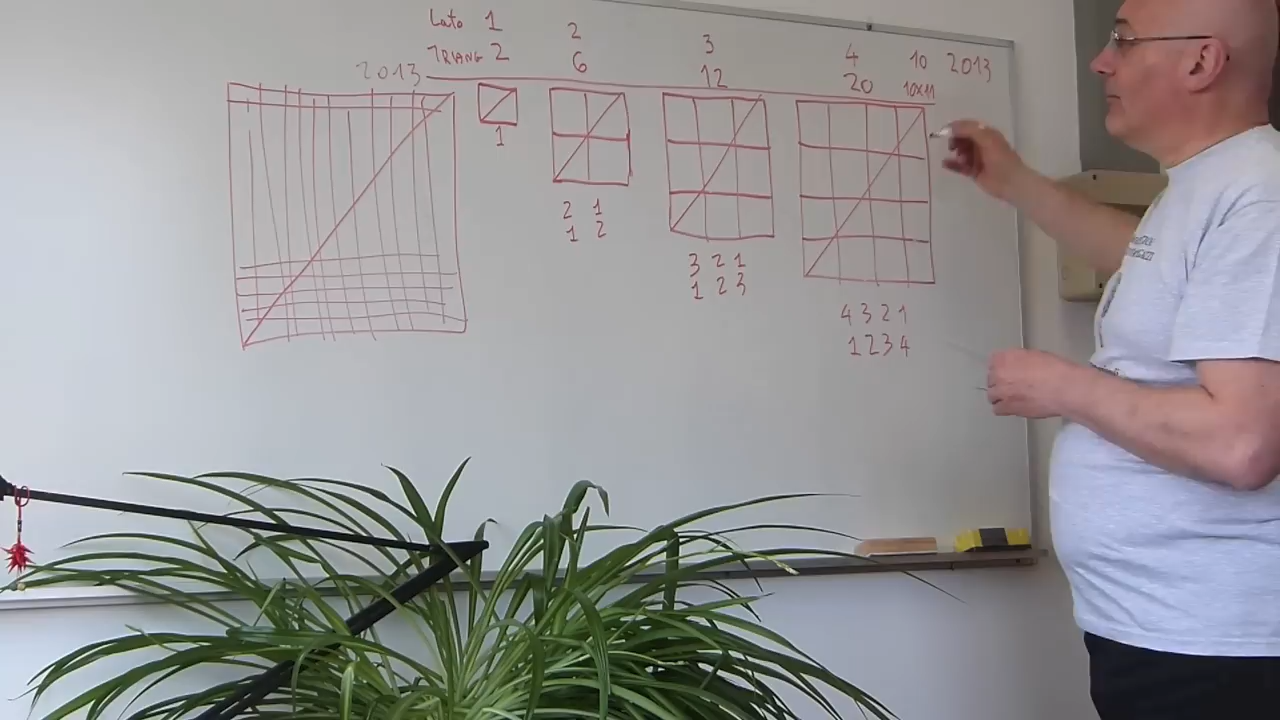 Lato 1 2 3 4 10 2013
TRIANG 2 6 12 20 10x11
2013
1
2 1
1 2
3 2 1
1 2 3
4 3 2 1
1 2 3 4